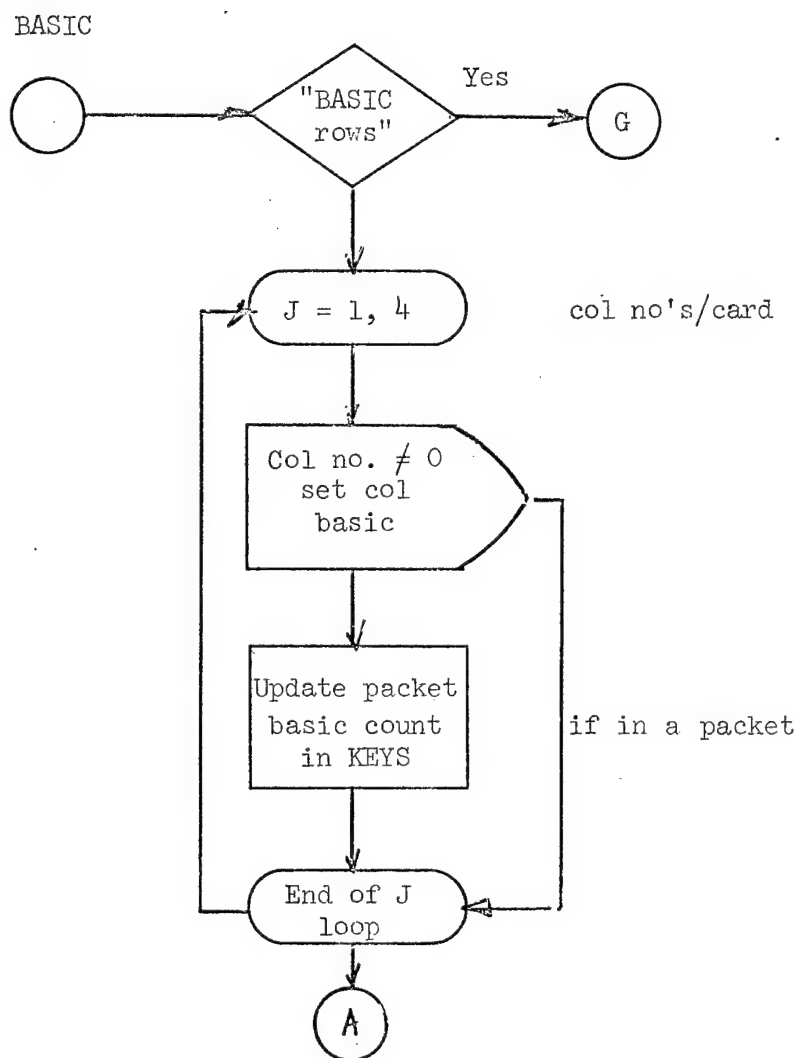 BASIC
"BASIC
rows"
Yes
G
J = 1, 4
col no's/card
Col no. ≠ 0
set col
basic
Update packet
basic count
in KEYS
if in a packet
End of J
loop
A